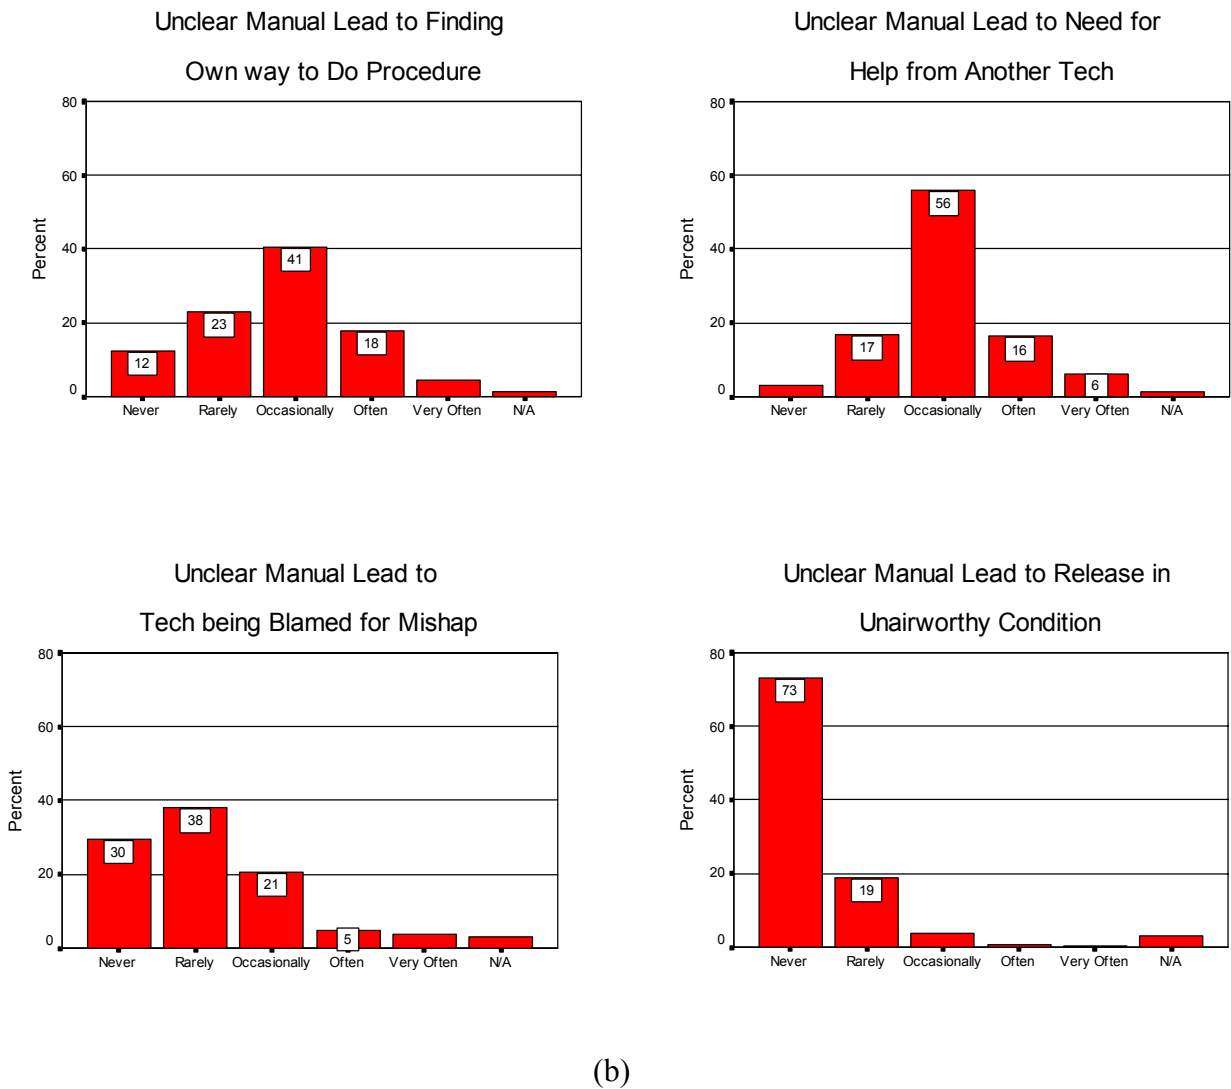 Unclear Manual Lead to Finding
Own way to Do Procedure
80
60
40
20
0
Percent
12
23
41
18
Never Rarely Occasionally Often Very Often N/A
Unclear Manual Lead to Need for
Help from Another Tech
80
60
40
20
0
Percent
17
56
16
6
Never Rarely Occasionally Often Very Often N/A
Unclear Manual Lead to
Tech being Blamed for Mishap
80
60
40
20
0
Percent
30
38
21
5
Never Rarely Occasionally Often Very Often N/A
Unclear Manual Lead to Release in
Unairworthy Condition
80
60
40
20
0
Percent
73
19
Never Rarely Occasionally Often Very Often N/A
(b)